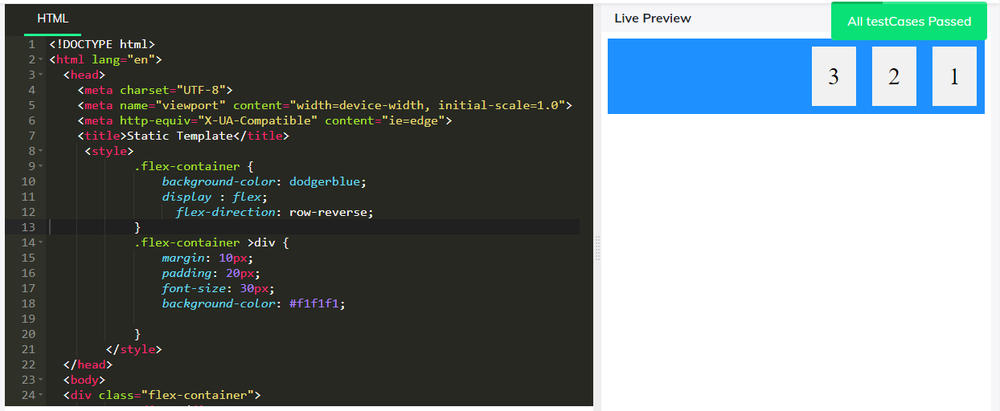 HTML
1 <!DOCTYPE html>
2 <html lang="en">
3 <head>
4 <meta charset="UTF-8">
5 <meta name="viewport" content="width=device-width, initial-scale=1.0">
6 <meta http-equiv="X-UA-Compatible" content="ie=edge">
7 <title>Static Template</title>
8 <style>
9 .flex-container {
10 background-color: dodgerblue;
11 display : flex;
12 flex-direction: row-reverse;
13 }
14 .flex-container >div {
15 margin: 10px;
16 padding: 20px;
17 font-size: 30px;
18 background-color: #f1f1f1;
19
20 }
21 </style>
22 </head>
23 <body>
24 <div class="flex-container">
Live Preview
All testCases Passed
3 2 1